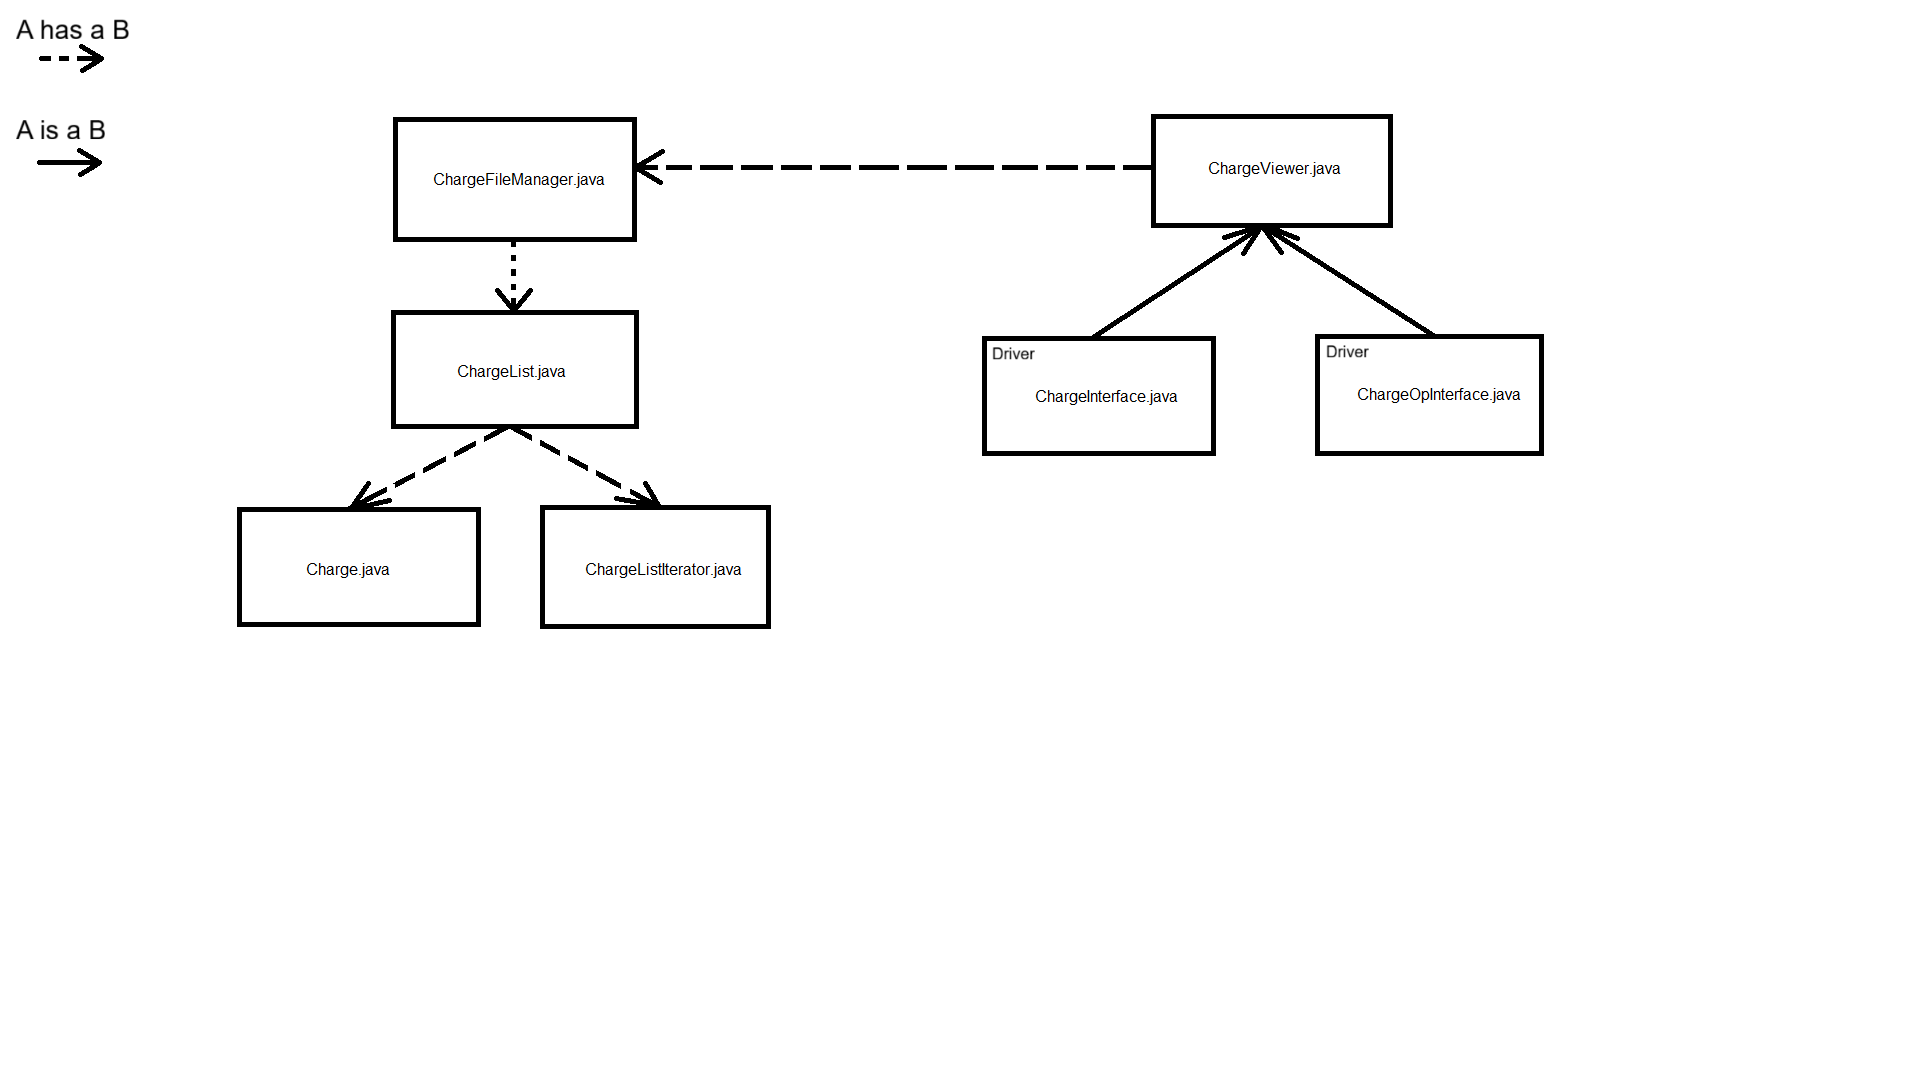 A has a B
A is a B
ChargeFileManager.java
ChargeViewer.java
ChargeList.java
Driver
ChargeInterface.java
Driver
ChargeOpInterface.java
Charge.java
ChargeListIterator.java